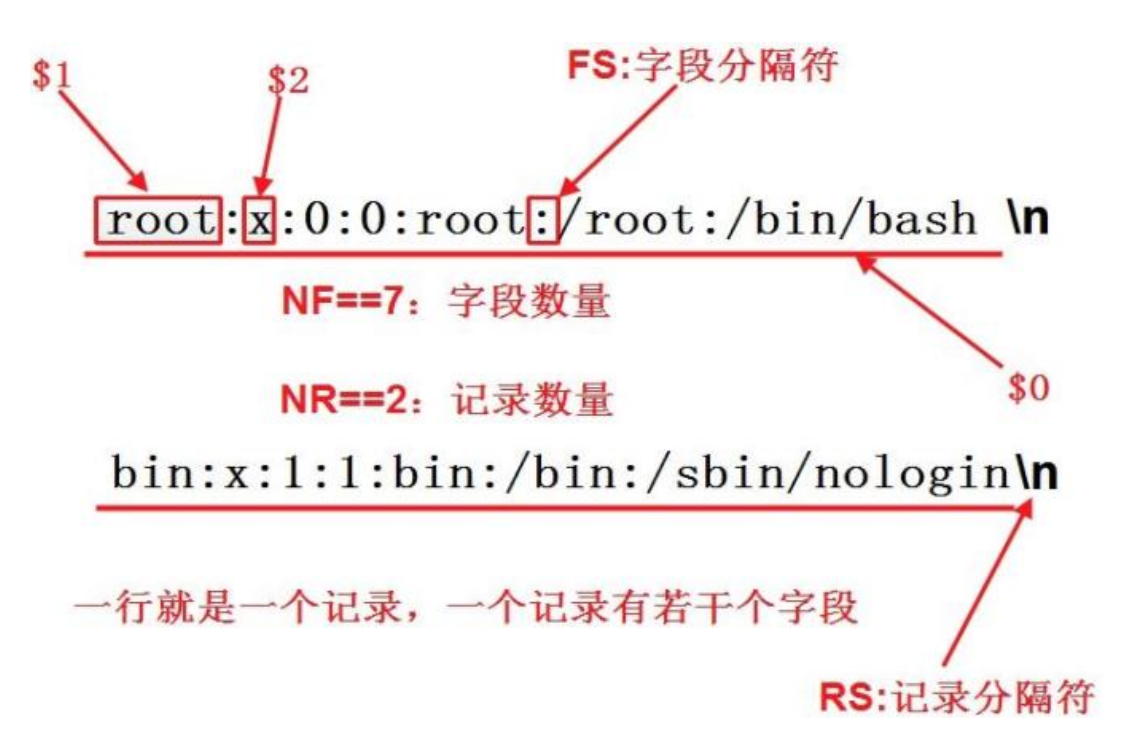 $1 $2 FS:字段分隔符
root:x:0:0:root:/root:/bin/bash \n
NF==7：字段数量
NR==2：记录数量 $0
bin:x:1:1:bin:/bin:/sbin/nologin\n
一行就是一个记录，一个记录有若干个字段
RS:记录分隔符